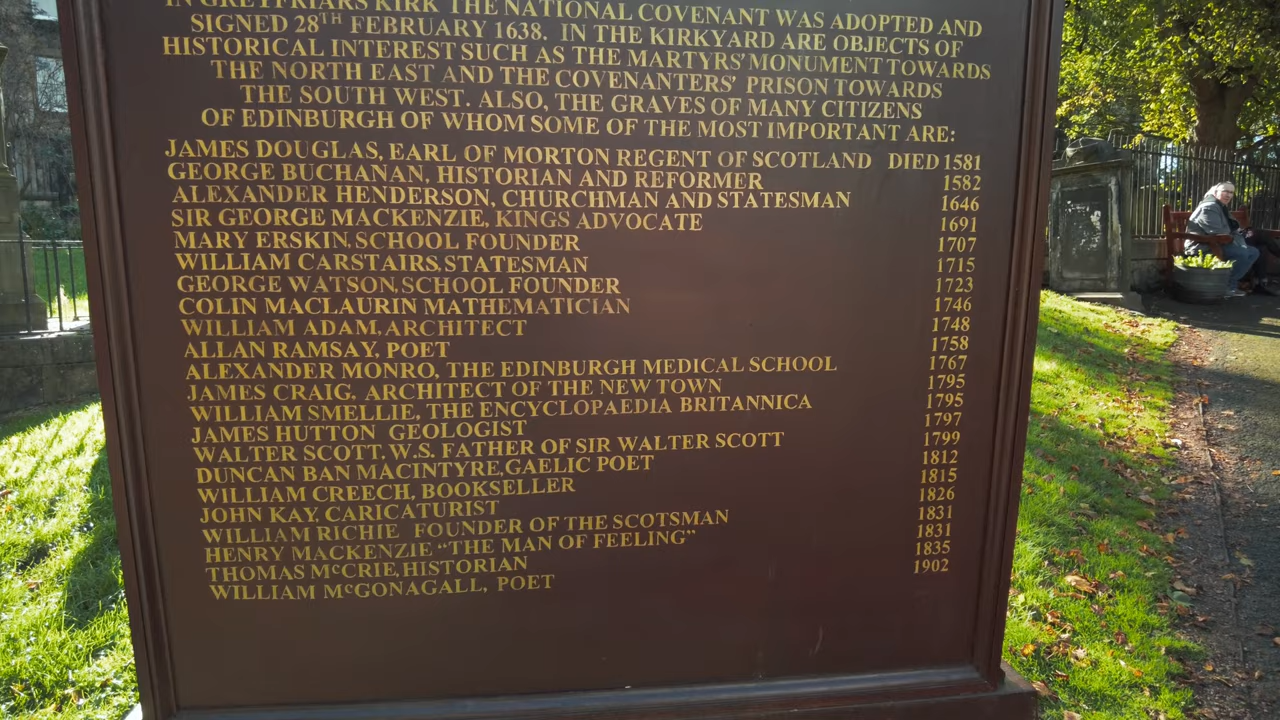 IN GREYFRIARS KIRK THE NATIONAL COVENANT WAS ADOPTED AND
SIGNED 28TH FEBRUARY 1638. IN THE KIRKYARD ARE OBJECTS OF
HISTORICAL INTEREST SUCH AS THE MARTYRS' MONUMENT TOWARDS
THE NORTH EAST AND THE COVENANTERS' PRISON TOWARDS
THE SOUTH WEST. ALSO, THE GRAVES OF MANY CITIZENS
OF EDINBURGH OF WHOM SOME OF THE MOST IMPORTANT ARE:
JAMES DOUGLAS, EARL OF MORTON REGENT OF SCOTLAND DIED 1581
GEORGE BUCHANAN, HISTORIAN AND REFORMER 1582
ALEXANDER HENDERSON, CHURCHMAN AND STATESMAN 1646
SIR GEORGE MACKENZIE, KINGS ADVOCATE 1691
MARY ERSKIN, SCHOOL FOUNDER 1707
WILLIAM CARSTAIRS, STATESMAN 1715
GEORGE WATSON, SCHOOL FOUNDER 1723
COLIN MACLAURIN MATHEMATICIAN 1746
WILLIAM ADAM, ARCHITECT 1748
ALLAN RAMSAY, POET 1758
ALEXANDER MONRO, THE EDINBURGH MEDICAL SCHOOL 1767
JAMES CRAIG, ARCHITECT OF THE NEW TOWN 1795
WILLIAM SMELLIE, THE ENCYCLOPAEDIA BRITANNICA 1795
JAMES HUTTON GEOLOGIST 1797
WALTER SCOTT, W.S. FATHER OF SIR WALTER SCOTT 1799
DUNCAN BAN MACINTYRE, GAELIC POET 1812
WILLIAM CREECH, BOOKSELLER 1815
JOHN KAY, CARICATURIST 1826
WILLIAM RICHIE FOUNDER OF THE SCOTSMAN 1831
HENRY MACKENZIE "THE MAN OF FEELING" 1831
THOMAS McCRIE, HISTORIAN 1835
WILLIAM McGONAGALL, POET 1902